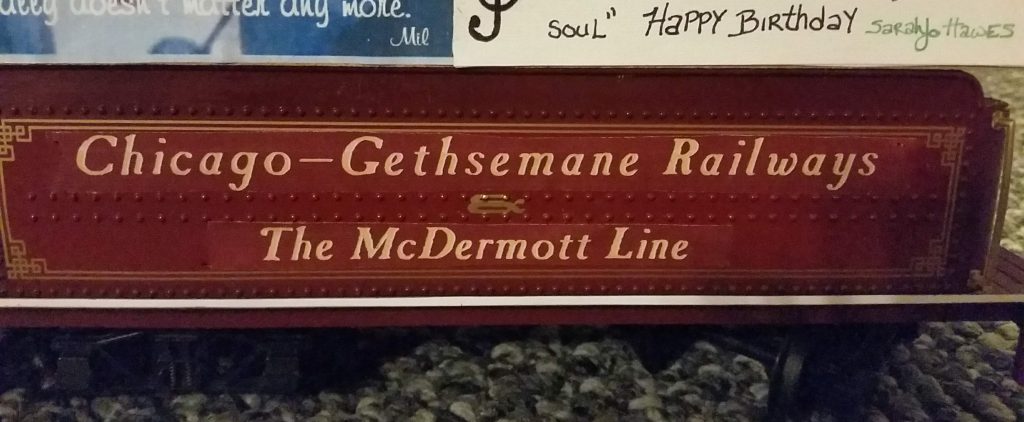 doesn't matter any more.
Mil
SOUL" HAPPY BIRTHDAY SARAHJO HAWES
Chicago—Gethsemane Railways
The McDermott Line